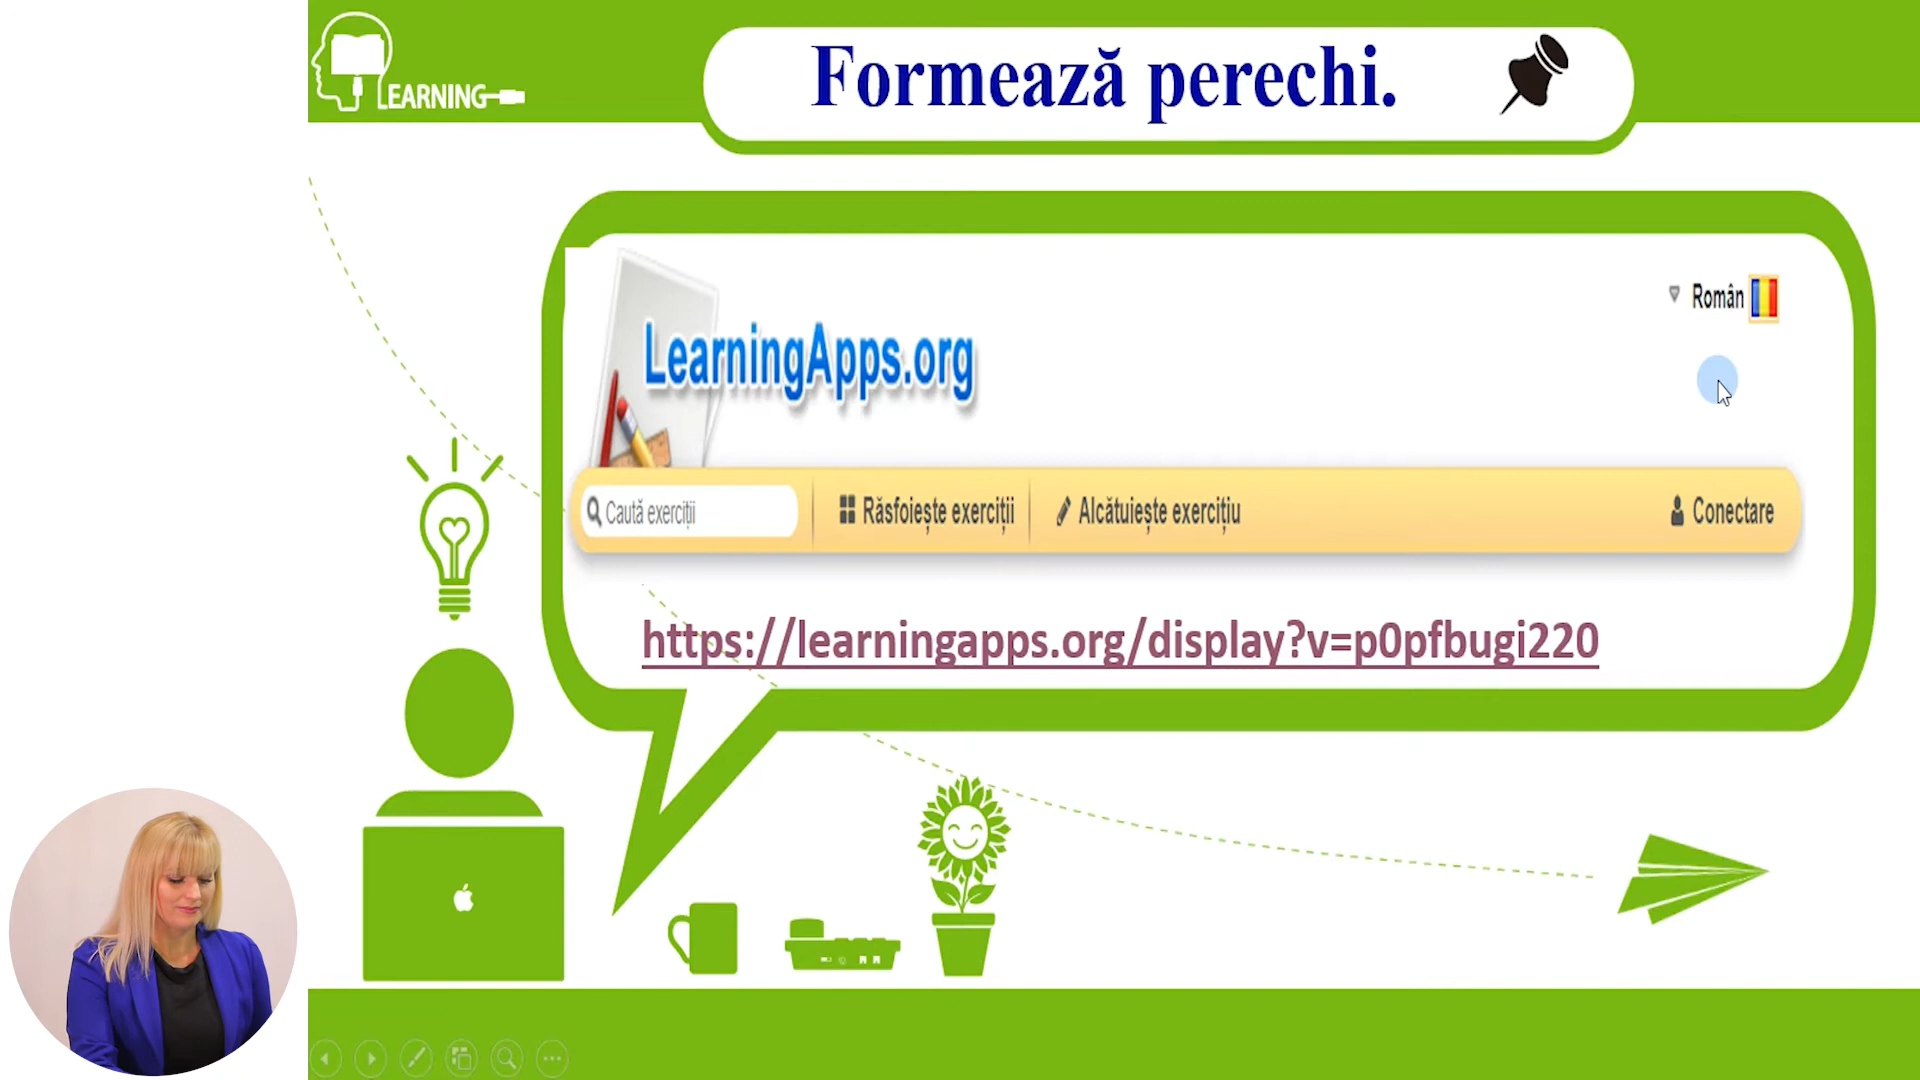 LEARNING
Formează perechi.
Român
LearningApps.org
Caută exerciții
Răsfoiește exerciții
Alcătuiește exercițiu
Conectare
https://learningapps.org/display?v=p0pfbugi220